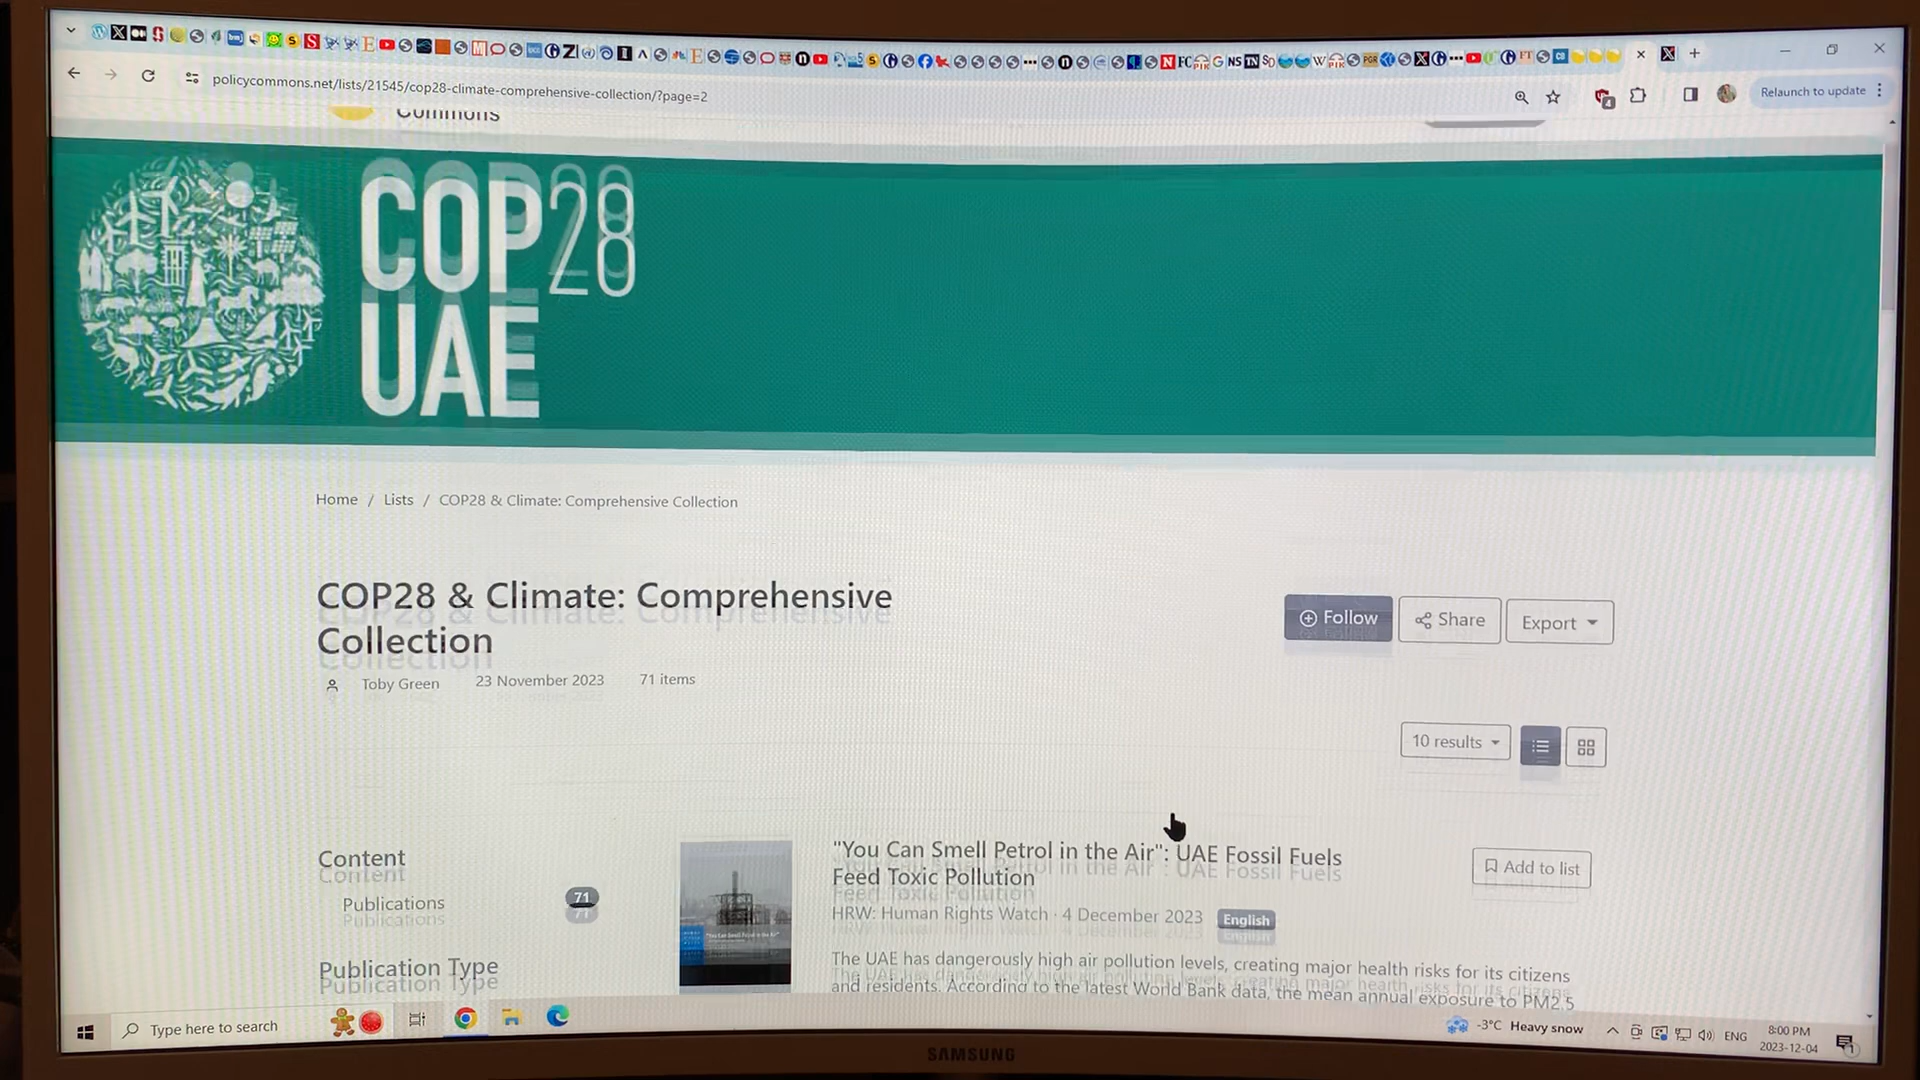 policycommons.net/lists/21545/cop28-climate-comprehensive-collection/?page=2
Relaunch to update
Commons
COP28
UAE
Home / Lists / COP28 & Climate: Comprehensive Collection
COP28 & Climate: Comprehensive
Collection
Toby Green 23 November 2023 71 items
Follow
Share
Export
10 results
Content
Publications 71
Publication Type
"You Can Smell Petrol in the Air": UAE Fossil Fuels
Feed Toxic Pollution
HRW: Human Rights Watch · 4 December 2023 English
The UAE has dangerously high air pollution levels, creating major health risks for its citizens
and residents. According to the latest World Bank data, the mean annual exposure to PM2.5
Add to list
Type here to search
-3°C Heavy snow
ENG
8:00 PM
2023-12-04
SAMSUNG